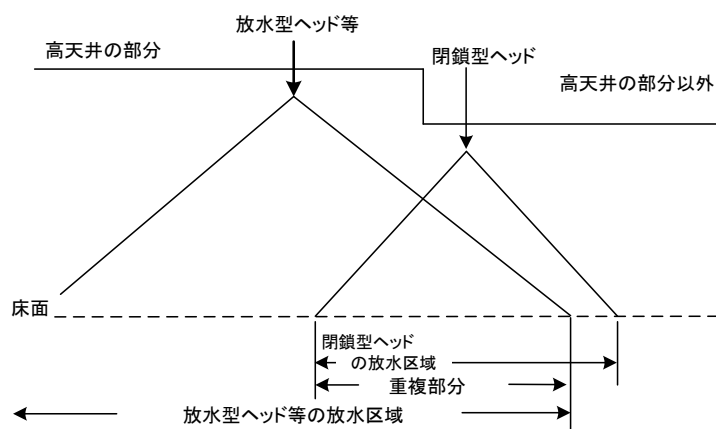 放水型ヘッド等
高天井の部分
閉鎖型ヘッド
高天井の部分以外
床面
閉鎖型ヘッド
の放水区域
重複部分
放水型ヘッド等の放水区域